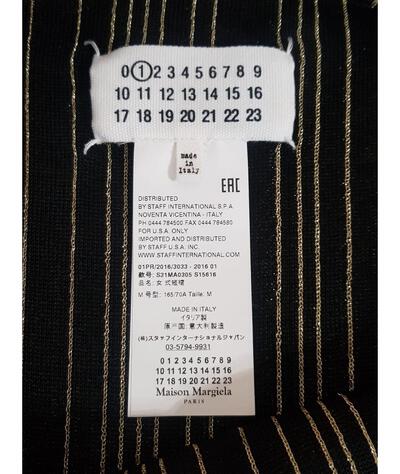 0 1 2 3 4 5 6 7 8 9
10 11 12 13 14 15 16
17 18 19 20 21 22 23
made
in
Italy
EAC
DISTRIBUTED
BY STAFF INTERNATIONAL S.P.A.
NOVENTA VICENTINA - ITALY
PH 0444 784500 FAX 0444 784580
FOR U.S.A. ONLY
IMPORTED AND DISTRIBUTED
BY STAFF U.S.A. INC.
WWW.STAFFINTERNATIONAL.COM
01PR/2016/3033 - 2016 01
款号: S31MA0305 S15616
品名: 女式短裙
M 号型: 165/70A Taille: M
MADE IN ITALY
イタリア製
原戸國: 意大利製造
(株)スタッフインターナショナルジャパン
03-5794-9931
0 1 2 3 4 5 6 7 8 9
10 11 12 13 14 15 16
17 18 19 20 21 22 23
Maison Margiela
PARIS